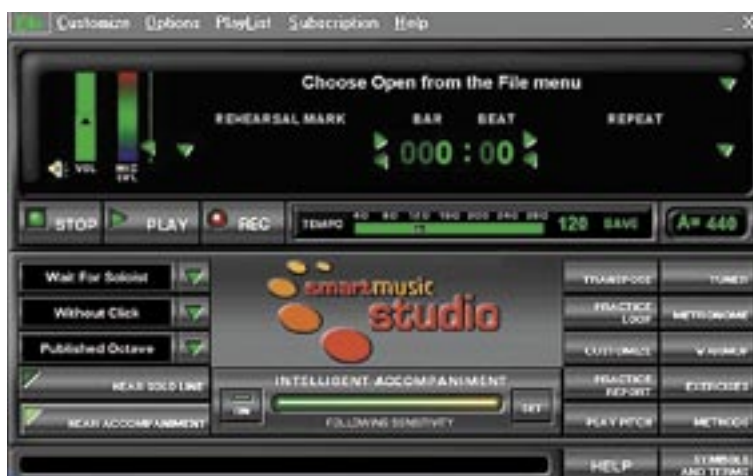 File Customize Options PlayList Subscription Help
Choose Open from the File menu
REHEARSAL MARK BAR BEAT REPEAT
000 : 00
VOL MIC LVL
STOP PLAY REC TEMPO 40 80 120 160 200 240 280 120 SAVE A= 440
Wait For Soloist
Without Click
Published Octave
HEAR SOLO LINE
HEAR ACCOMPANIMENT
smartmusic
studio
INTELLIGENT ACCOMPANIMENT
ON SET
FOLLOWING SENSITIVITY
TRANSPOSE TUNER
PRACTICE LOOP METRONOME
CUSTOMIZE WARMUP
PRACTICE REPORT EXERCISES
PLAY PITCH METHODS
HELP SYMBOLS AND TERMS